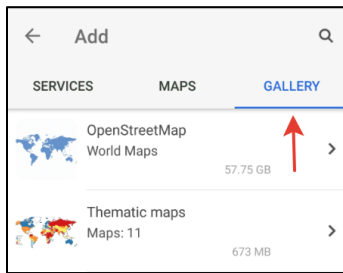 Add
SERVICES MAPS GALLERY
OpenStreetMap
World Maps
57.75 GB
Thematic maps
Maps: 11
673 MB